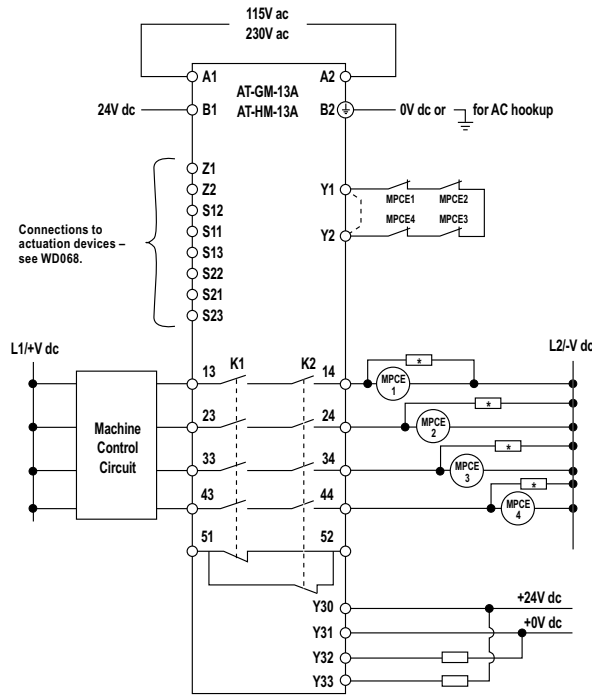 115V ac
230V ac
A1
AT-GM-13A
A2
24V dc
B1
AT-HM-13A
B2
0V dc or
for AC hookup
Z1
Z2
S12
S11
S13
S22
S21
S23
Y1
MPCE1
MPCE2
MPCE4
MPCE3
Y2
Connections to
actuation devices –
see WD068.
L1/+V dc
L2/-V dc
13
K1
K2
14
*
MPCE
1
23
24
*
MPCE
2
Machine
Control
Circuit
33
34
*
MPCE
3
43
44
*
MPCE
4
51
52
Y30
+24V dc
Y31
+0V dc
Y32
Y33